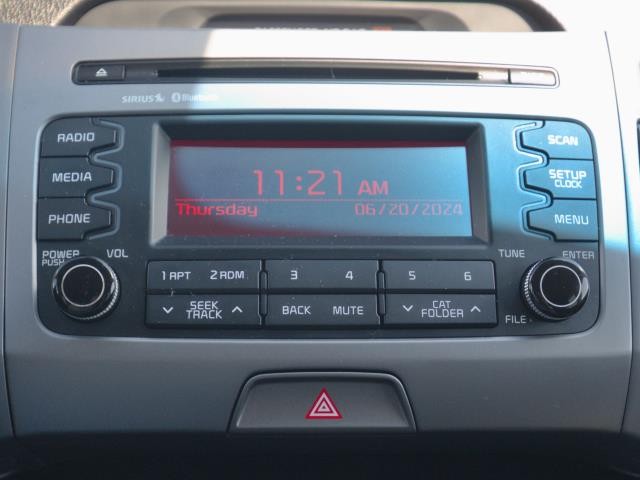 SIRIUS Bluetooth
RADIO
MEDIA
PHONE
11:21 AM
Thursday 06/20/2024
SCAN
SETUP
CLOCK
MENU
POWER
PUSH
VOL
1 RPT 2 RDM 3 4 5 6
SEEK
TRACK
BACK MUTE
CAT
FOLDER
TUNE
ENTER
FILE